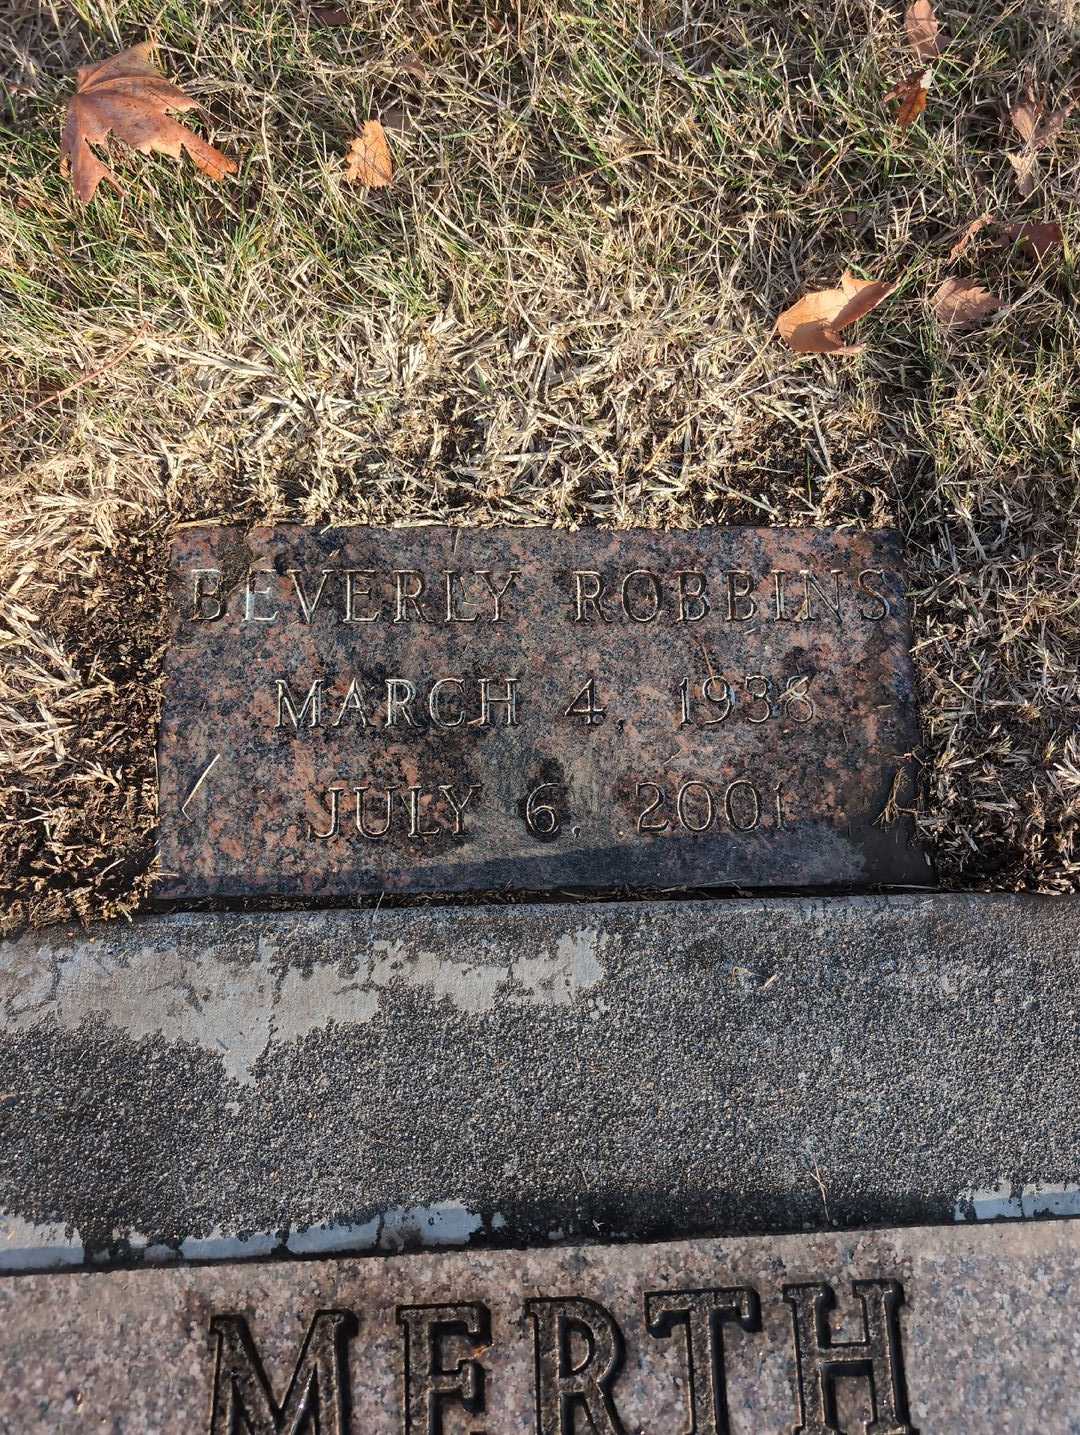 BEVERLY ROBBINS
MARCH 4, 1938
JULY 6, 2001
MERTH